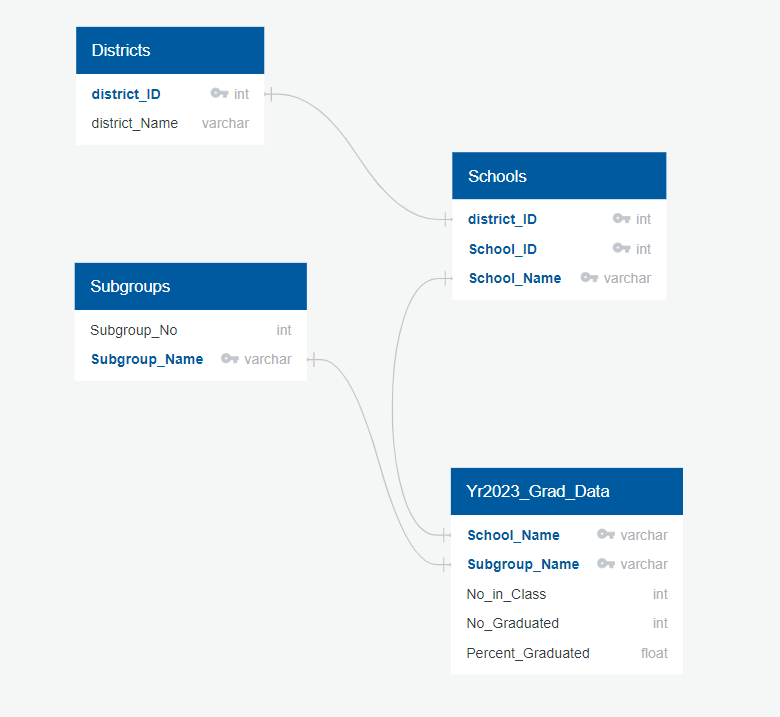 Districts
district_ID int
district_Name varchar
Schools
district_ID int
School_ID int
School_Name varchar
Subgroups
Subgroup_No int
Subgroup_Name varchar
Yr2023_Grad_Data
School_Name varchar
Subgroup_Name varchar
No_in_Class int
No_Graduated int
Percent_Graduated float